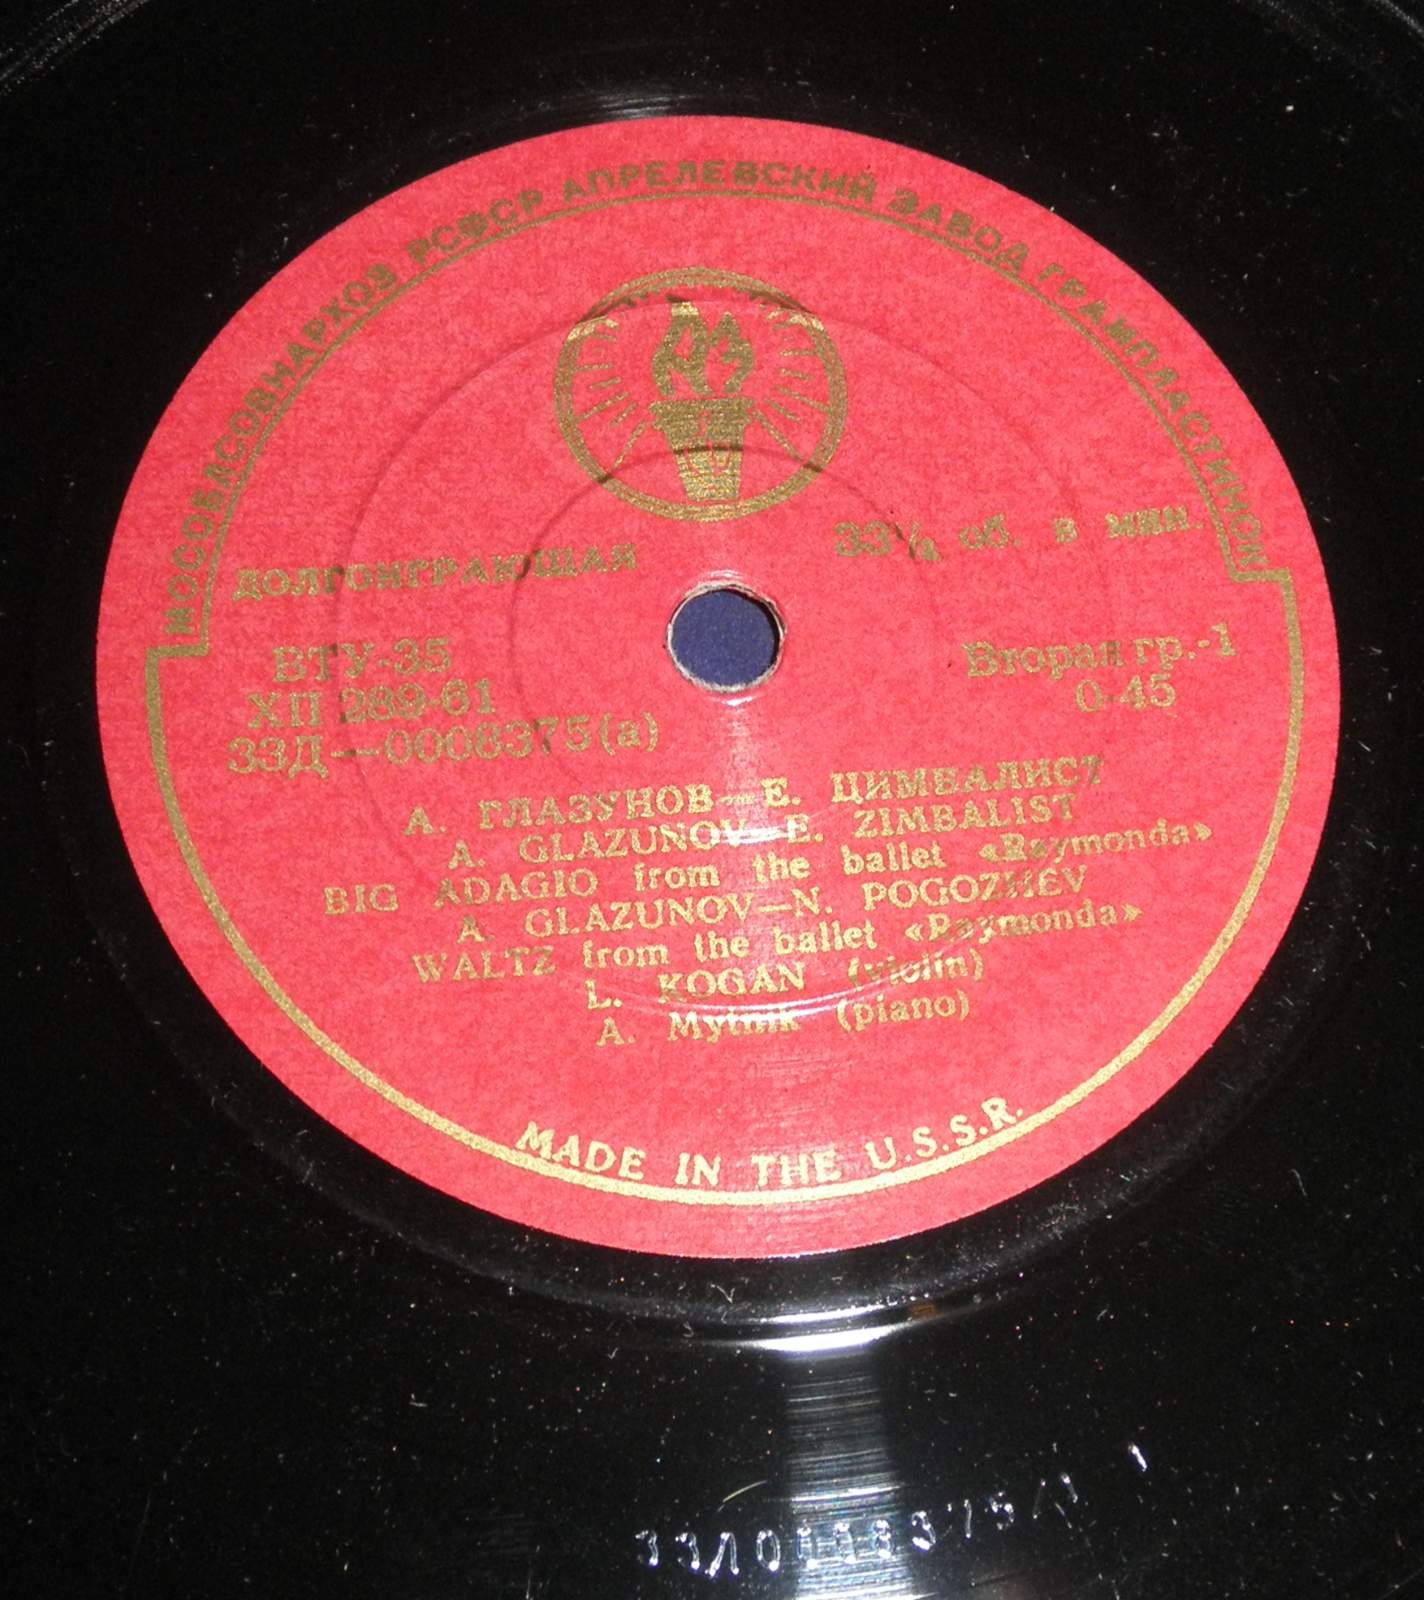 МОСОБЛСОВНАРХОЗ РСФСР АПРЕЛЕВСКИЙ ЗАВОД ГРАМПЛАСТИНОК
ДОЛГОИГРАЮЩАЯ
33⅓ об. в мин.
ВТУ-35
ХП 289-61
33Д—0008375(а)
Вторая гр.-1
0-45
А. ГЛАЗУНОВ—Е. ЦИМБАЛИСТ
A. GLAZUNOV—E. ZIMBALIST
BIG ADAGIO from the ballet «Raymonda»
A. GLAZUNOV—N. POGOZHEV
WALTZ from the ballet «Raymonda»
L. KOGAN (violin)
A. Mytnik (piano)
MADE IN THE U.S.S.R.